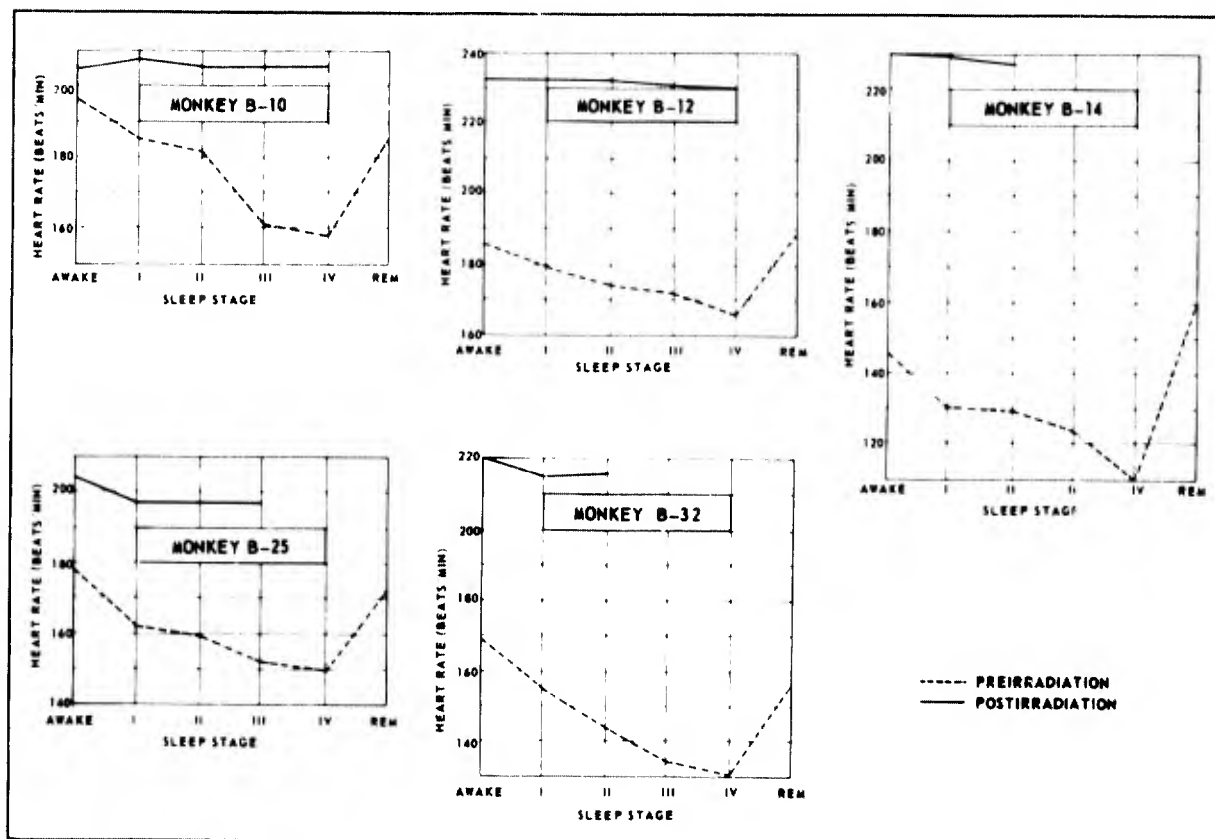 HEART RATE (BEATS MIN)
200
180
160
MONKEY B-10
AWAKE I II III IV REM
SLEEP STAGE
HEART RATE (BEATS MIN)
240
220
200
180
160
MONKEY B-12
AWAKE I II III IV REM
SLEEP STAGE
HEART RATE (BEATS MIN)
220
200
180
160
140
120
MONKEY B-14
AWAKE I II II IV REM
SLEEP STAGE
HEART RATE (BEATS MIN)
200
180
160
140
MONKEY B-25
AWAKE I II III IV REM
SLEEP STAGE
HEART RATE (BEATS MIN)
220
200
180
160
140
MONKEY B-32
AWAKE I II III IV REM
SLEEP STAGE
PREIRRADIATION
POSTIRRADIATION